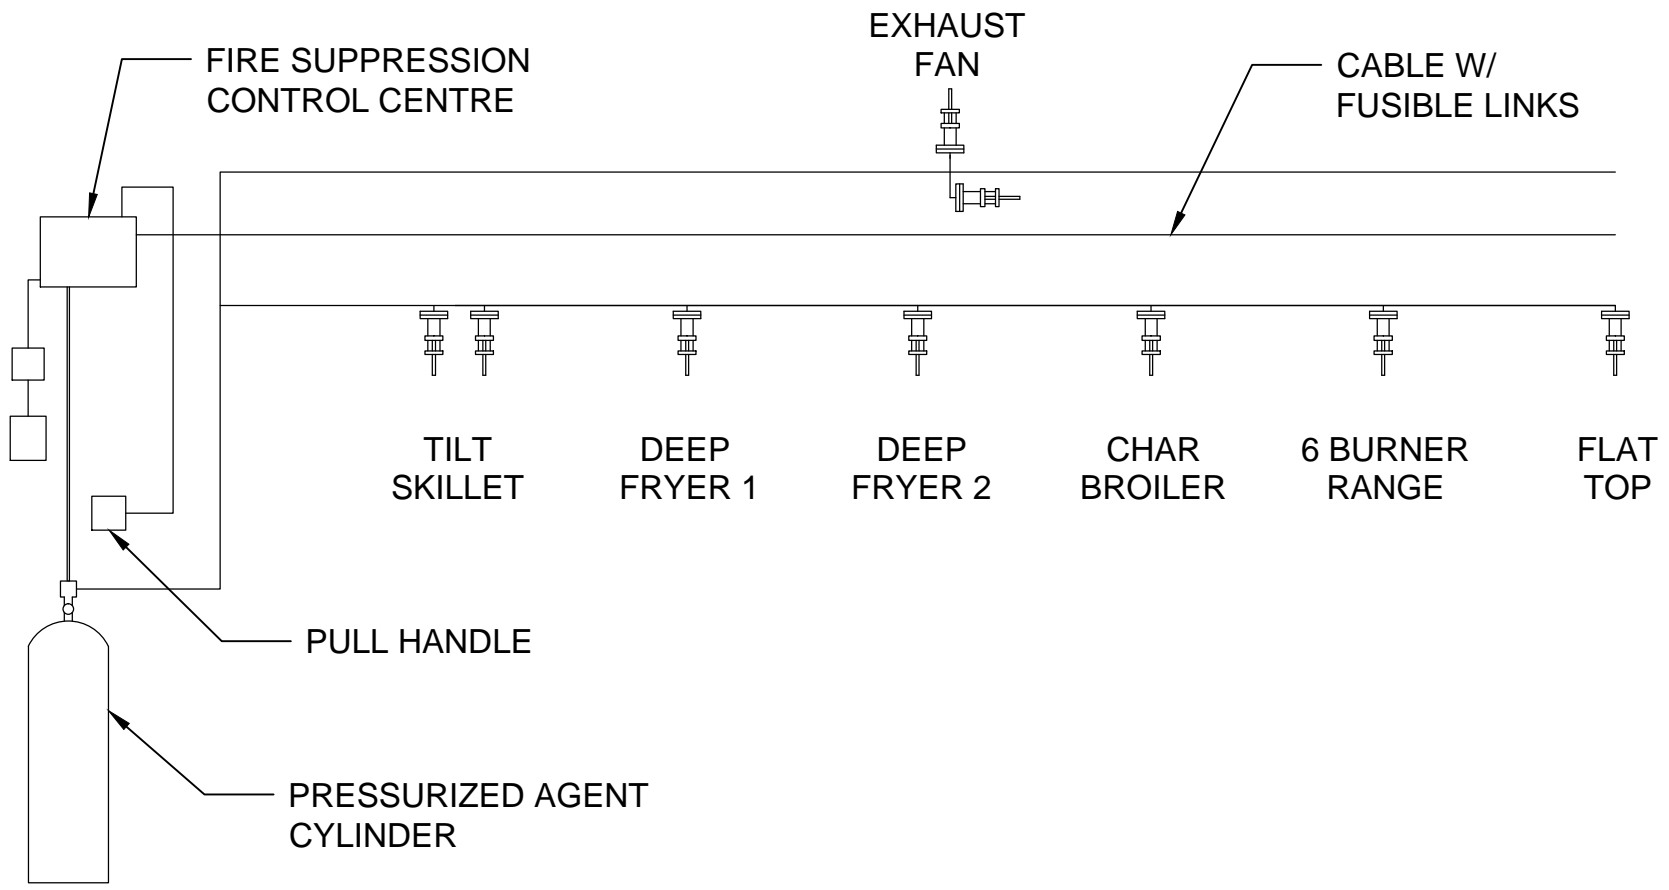 EXHAUST
FAN
FIRE SUPPRESSION
CONTROL CENTRE
CABLE W/
FUSIBLE LINKS
TILT
SKILLET
DEEP
FRYER 1
DEEP
FRYER 2
CHAR
BROILER
6 BURNER
RANGE
FLAT
TOP
PULL HANDLE
PRESSURIZED AGENT
CYLINDER